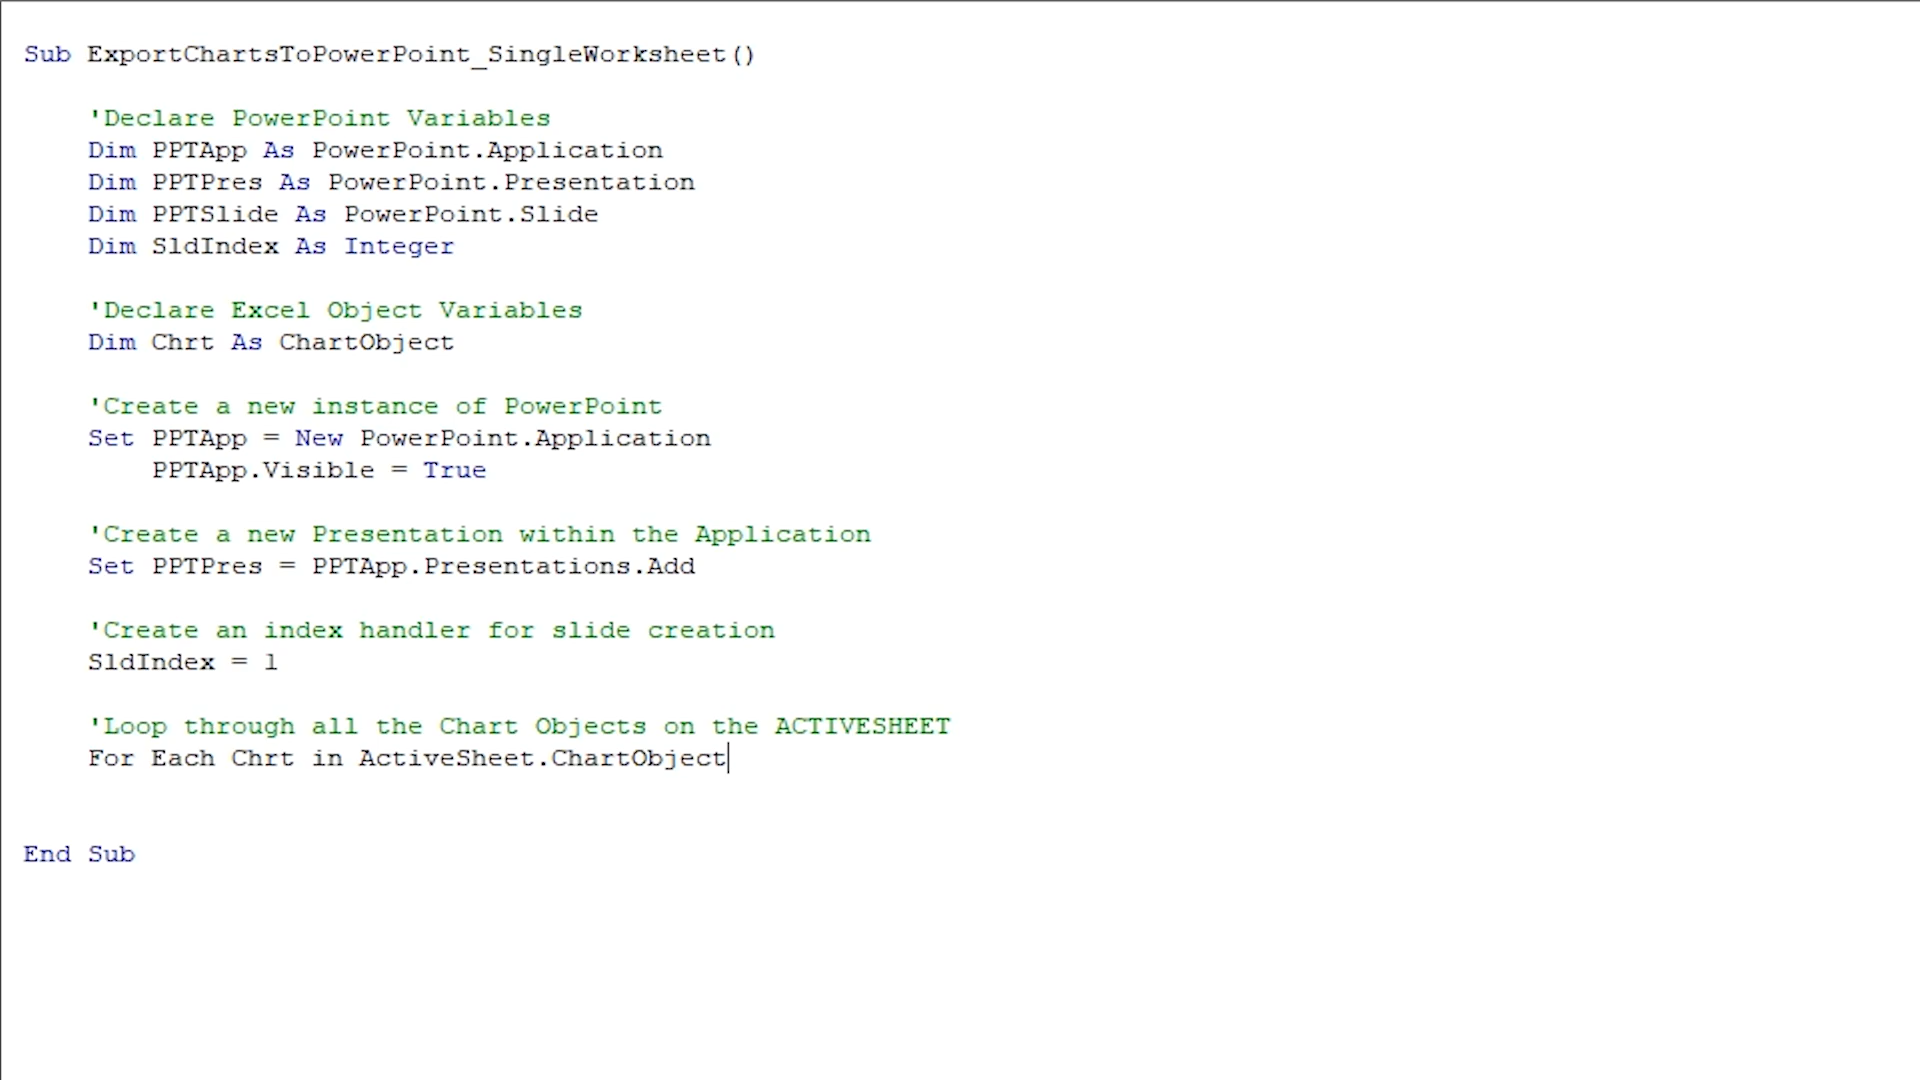 Sub ExportChartsToPowerPoint_SingleWorksheet()
'Declare PowerPoint Variables
Dim PPTApp As PowerPoint.Application
Dim PPTPres As PowerPoint.Presentation
Dim PPTSlide As PowerPoint.Slide
Dim SldIndex As Integer
'Declare Excel Object Variables
Dim Chrt As ChartObject
'Create a new instance of PowerPoint
Set PPTApp = New PowerPoint.Application
PPTApp.Visible = True
'Create a new Presentation within the Application
Set PPTPres = PPTApp.Presentations.Add
'Create an index handler for slide creation
SldIndex = 1
'Loop through all the Chart Objects on the ACTIVESHEET
For Each Chrt in ActiveSheet.ChartObject
End Sub